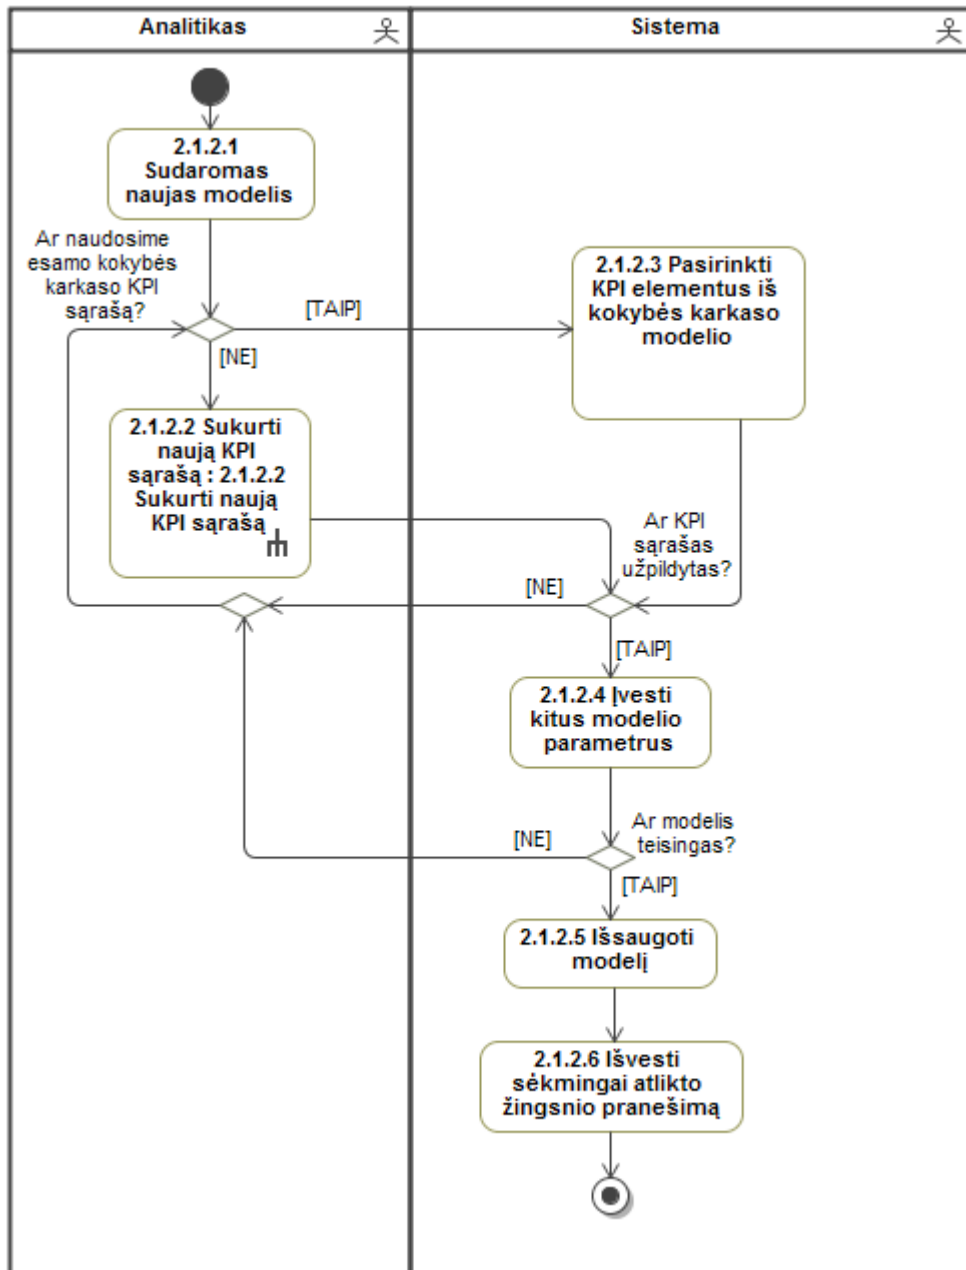 Analitikas
Sistema
2.1.2.1
Sudaromas
naujas modelis
Ar naudosime
esamo kokybės
karkaso KPI
sąrašą?
[TAIP]
[NE]
2.1.2.3 Pasirinkti
KPI elementus iš
kokybės karkaso
modelio
2.1.2.2 Sukurti
naują KPI
sąrašą : 2.1.2.2
Sukurti naują
KPI sąrašą
Ar KPI
sąrašas
užpildytas?
[NE]
[TAIP]
2.1.2.4 Įvesti
kitus modelio
parametrus
Ar modelis
teisingas?
[NE]
[TAIP]
2.1.2.5 Išsaugoti
modelį
2.1.2.6 Išvesti
sėkmingai atlikto
žingsnio pranešimą